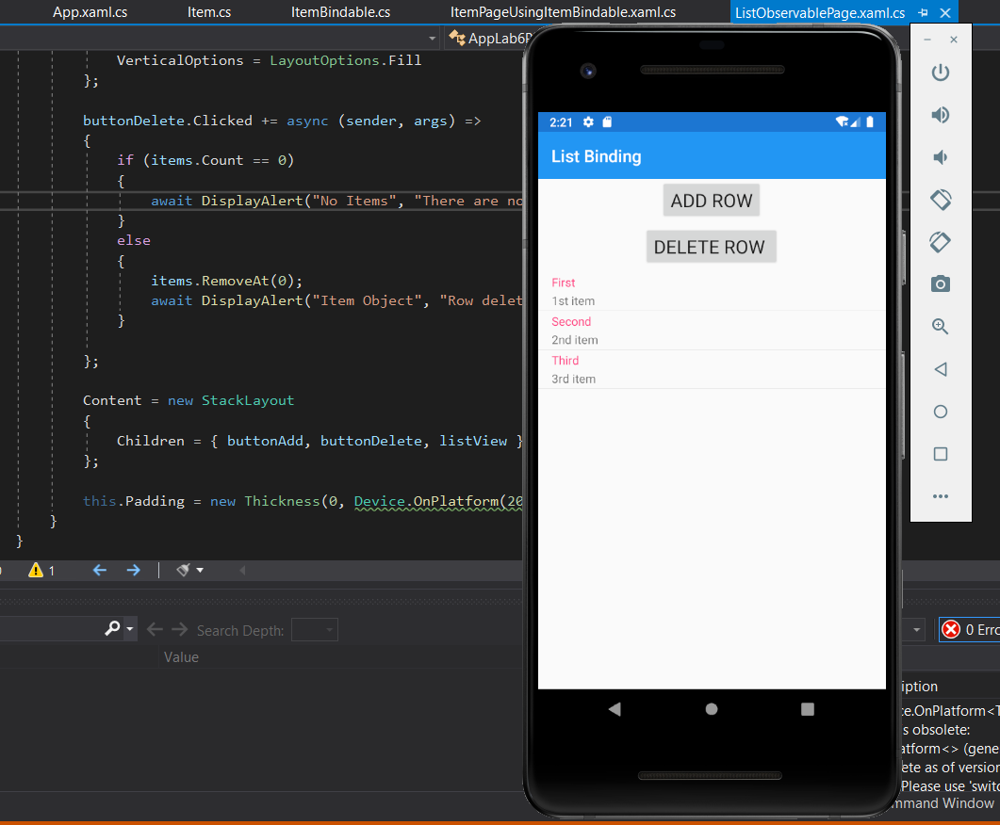 App.xaml.cs Item.cs ItemBindable.cs ItemPageUsingItemBindable.xaml.cs ListObservablePage.xaml.cs
AppLab6P
VerticalOptions = LayoutOptions.Fill
};
buttonDelete.Clicked += async (sender, args) =>
{
if (items.Count == 0)
{
await DisplayAlert("No Items", "There are no
}
else
{
items.RemoveAt(0);
await DisplayAlert("Item Object", "Row delet
}
};
Content = new StackLayout
{
Children = { buttonAdd, buttonDelete, listView }
};
this.Padding = new Thickness(0, Device.OnPlatform(20
}
}
1
Search Depth:
Value
2:21
List Binding
ADD ROW
DELETE ROW
First
1st item
Second
2nd item
Third
3rd item
0 Erro
iption
ce.OnPlatform<T
s obsolete:
atform<> (gene
ete as of version
Please use 'switc
mmand Window